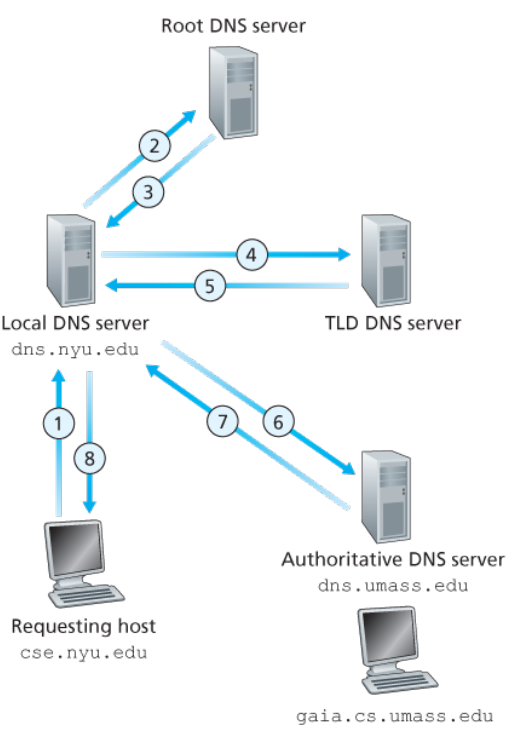 Root DNS server
2
3
4
5
Local DNS server
dns.nyu.edu
TLD DNS server
1
8
7
6
Authoritative DNS server
dns.umass.edu
Requesting host
cse.nyu.edu
gaia.cs.umass.edu